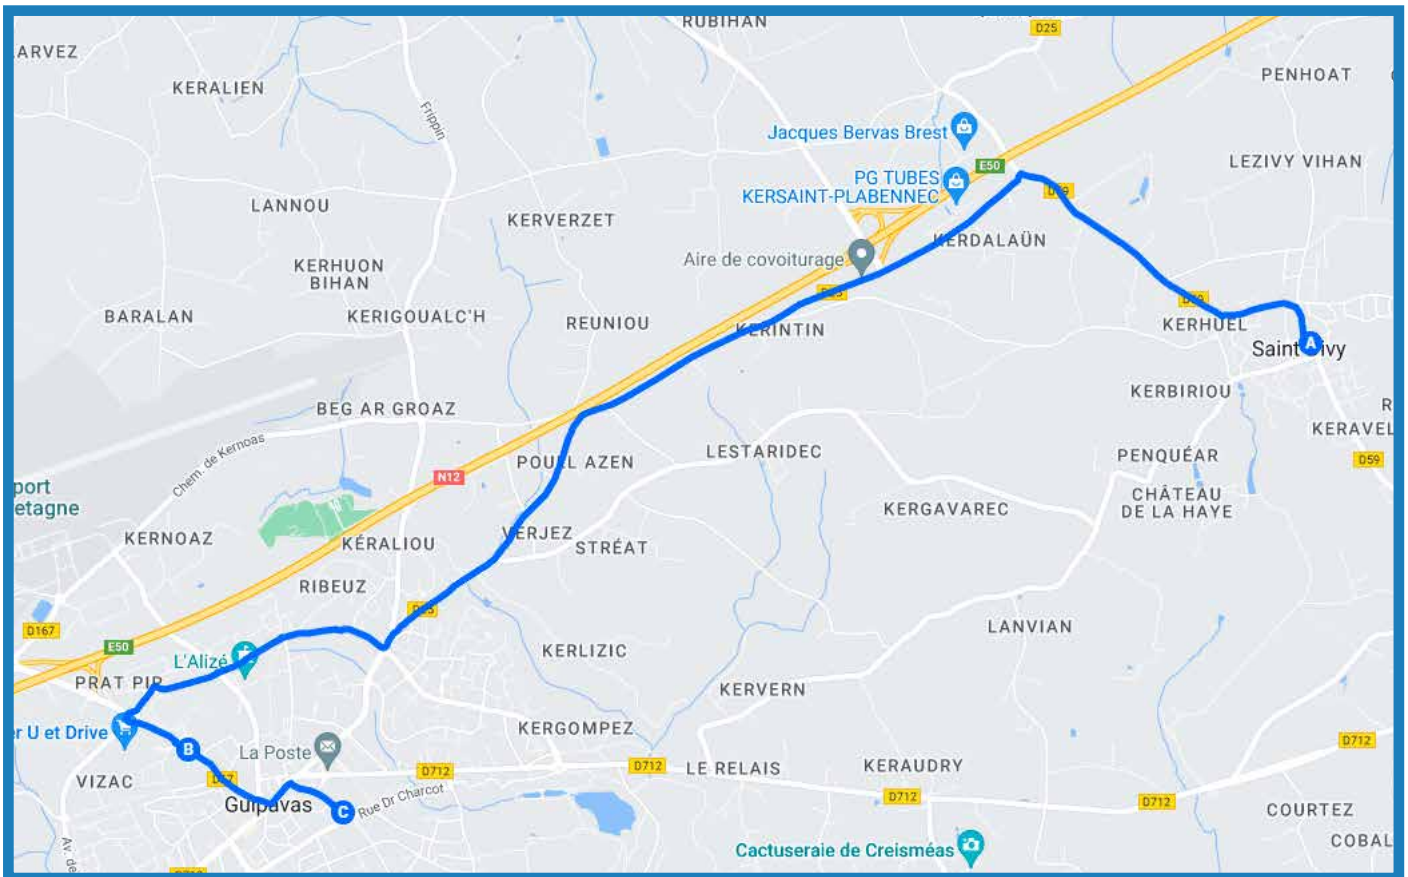 RUBIHAN
D25
ARVEZ
PENHOAT
KERALIEN
Frippin
Jacques Bervas Brest
E50
LEZIVY VIHAN
PG TUBES
KERSAINT-PLABENNEC
LANNOU
KERVERZET
KERDALAÜN
Aire de covoiturage
KERHUON
BIHAN
BARALAN
KERIGOUALC'H
REUNIOU
KERINTIN
KERHUEL
A
KERBIRIOU
BEG AR GROAZ
KERAVEL
Chem. de Kernoas
LESTARIDEC
PENQUÉAR
D59
N12
port
etagne
CHÂTEAU
DE LA HAYE
KERGAVAREC
KERNOAZ
KÉRALIOU
VERJEZ
STRÉAT
RIBEUZ
D167
LANVIAN
E50
KERLIZIC
L'Alizé
PRAT PIP
KERVERN
er U et Drive
B
KERGOMPEZ
La Poste
D712
VIZAC
D712
D712
LE RELAIS
KERAUDRY
D712
D712
Guipavas
C
Rue Dr Charcot
COURTEZ
COBAL
Av. de
Cactuseraie de Creisméas